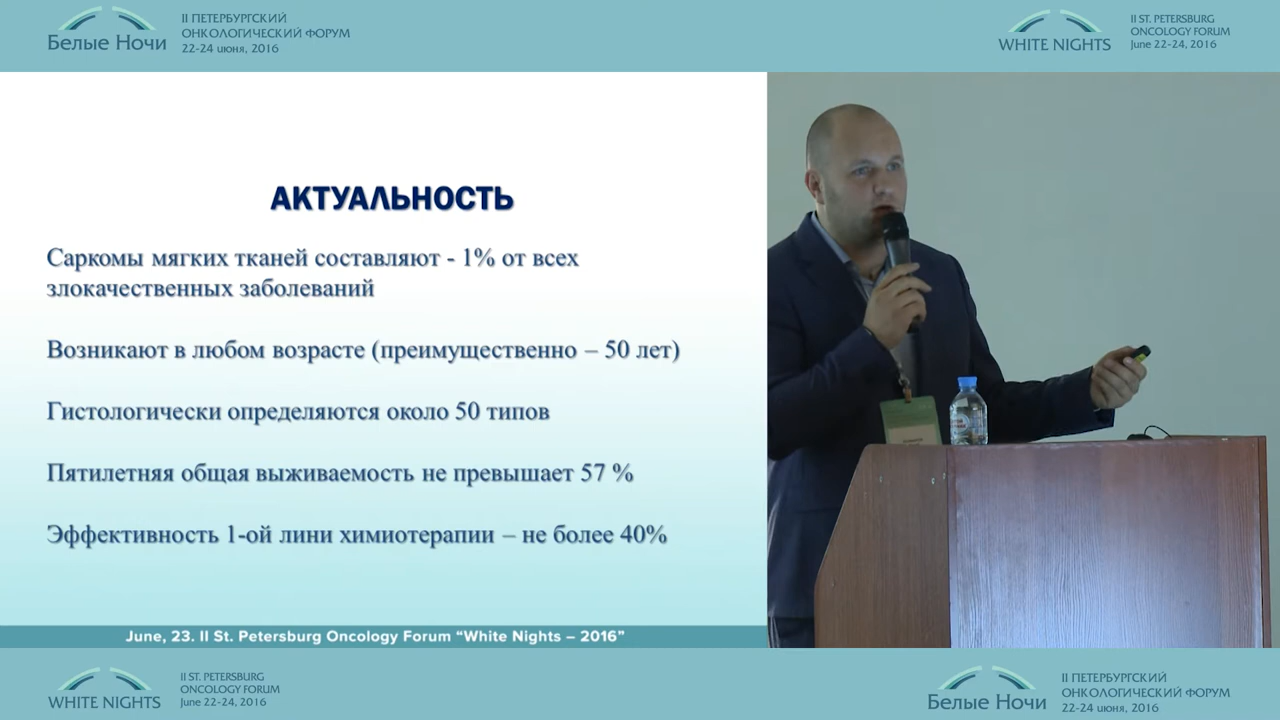 Белые Ночи
II ПЕТЕРБУРГСКИЙ
ОНКОЛОГИЧЕСКИЙ ФОРУМ
22-24 июня, 2016
WHITE NIGHTS
II ST. PETERSBURG
ONCOLOGY FORUM
June 22-24, 2016
АКТУАЛЬНОСТЬ
Саркомы мягких тканей составляют - 1% от всех
злокачественных заболеваний
Возникают в любом возрасте (преимущественно – 50 лет)
Гистологически определяются около 50 типов
Пятилетняя общая выживаемость не превышает 57 %
Эффективность 1-ой лини химиотерапии – не более 40%
June, 23. II St. Petersburg Oncology Forum “White Nights – 2016”
WHITE NIGHTS
II ST. PETERSBURG
ONCOLOGY FORUM
June 22-24, 2016
Белые Ночи
II ПЕТЕРБУРГСКИЙ
ОНКОЛОГИЧЕСКИЙ ФОРУМ
22-24 июня, 2016